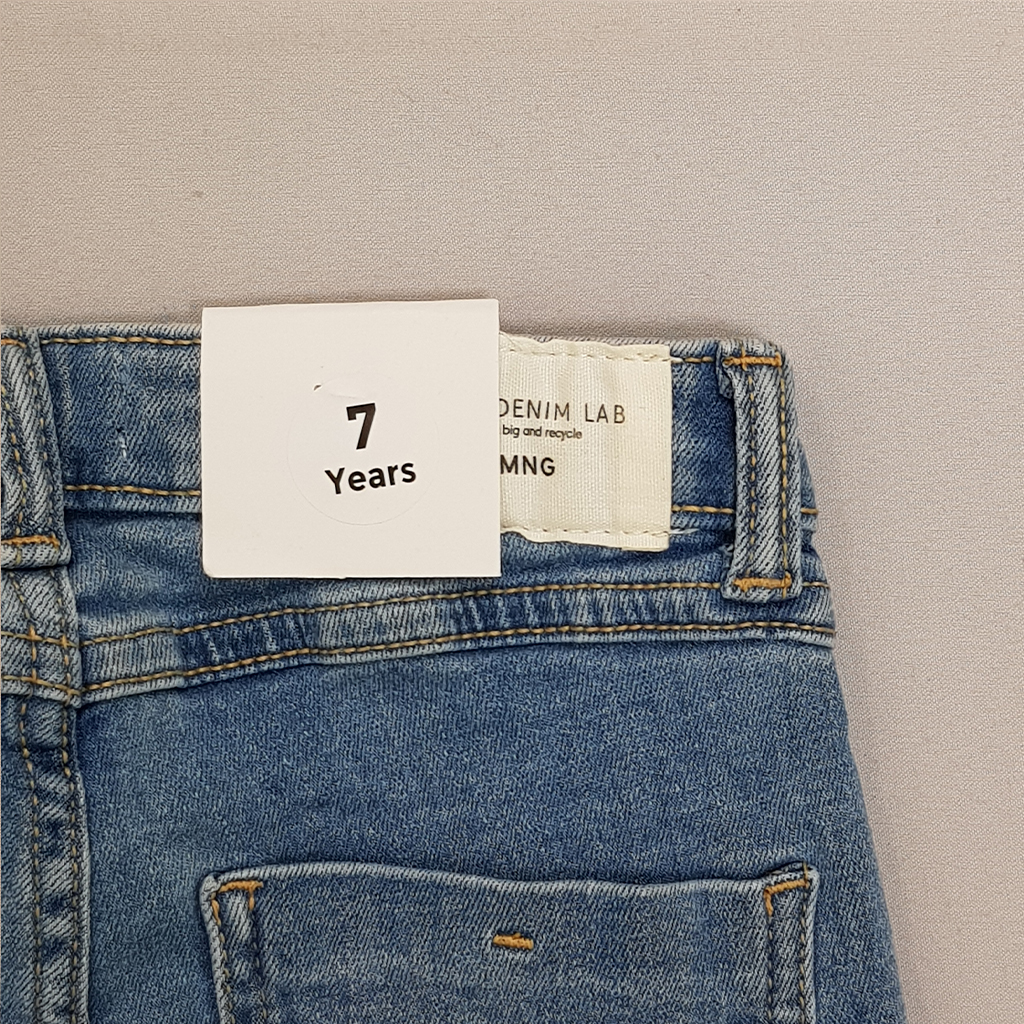 7
Years
DENIM LAB
big and recycle
MNG